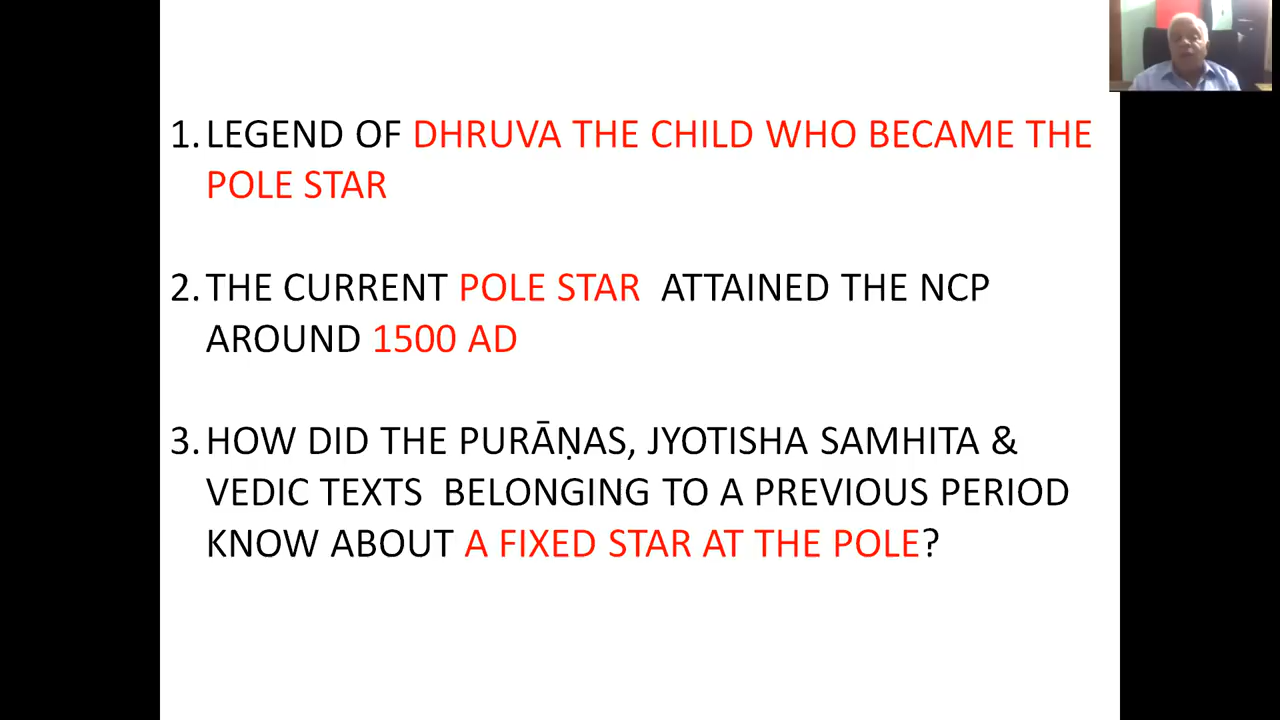 1. LEGEND OF DHRUVA THE CHILD WHO BECAME THE
POLE STAR
2. THE CURRENT POLE STAR ATTAINED THE NCP
AROUND 1500 AD
3. HOW DID THE PURĀṆAS, JYOTISHA SAMHITA &
VEDIC TEXTS BELONGING TO A PREVIOUS PERIOD
KNOW ABOUT A FIXED STAR AT THE POLE?